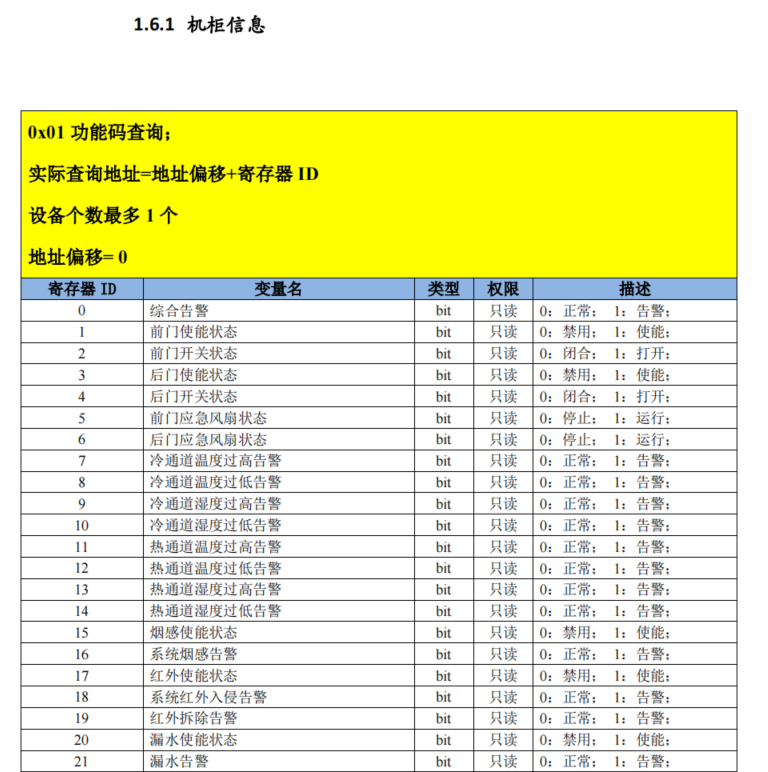 1.6.1 机柜信息
0x01 功能码查询;
实际查询地址=地址偏移+寄存器 ID
设备个数最多 1 个
地址偏移= 0
寄存器 ID 变量名 类型 权限 描述
0 综合告警 bit 只读 0：正常； 1：告警；
1 前门使能状态 bit 只读 0：禁用； 1：使能；
2 前门开关状态 bit 只读 0：闭合； 1：打开；
3 后门使能状态 bit 只读 0：禁用； 1：使能；
4 后门开关状态 bit 只读 0：闭合； 1：打开；
5 前门应急风扇状态 bit 只读 0：停止； 1：运行；
6 后门应急风扇状态 bit 只读 0：停止； 1：运行；
7 冷通道温度过高告警 bit 只读 0：正常； 1：告警；
8 冷通道温度过低告警 bit 只读 0：正常； 1：告警；
9 冷通道湿度过高告警 bit 只读 0：正常； 1：告警；
10 冷通道湿度过低告警 bit 只读 0：正常； 1：告警；
11 热通道温度过高告警 bit 只读 0：正常； 1：告警；
12 热通道温度过低告警 bit 只读 0：正常； 1：告警；
13 热通道湿度过高告警 bit 只读 0：正常； 1：告警；
14 热通道湿度过低告警 bit 只读 0：正常； 1：告警；
15 烟感使能状态 bit 只读 0：禁用； 1：使能；
16 系统烟感告警 bit 只读 0：正常； 1：告警；
17 红外使能状态 bit 只读 0：禁用； 1：使能；
18 系统红外入侵告警 bit 只读 0：正常； 1：告警；
19 红外拆除告警 bit 只读 0：正常； 1：告警；
20 漏水使能状态 bit 只读 0：禁用； 1：使能；
21 漏水告警 bit 只读 0：正常； 1：告警；